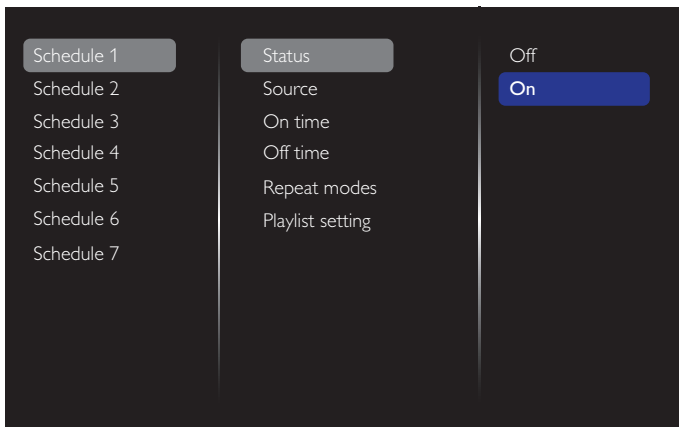 Schedule 1
Schedule 2
Schedule 3
Schedule 4
Schedule 5
Schedule 6
Schedule 7
Status
Source
On time
Off time
Repeat modes
Playlist setting
Off
On